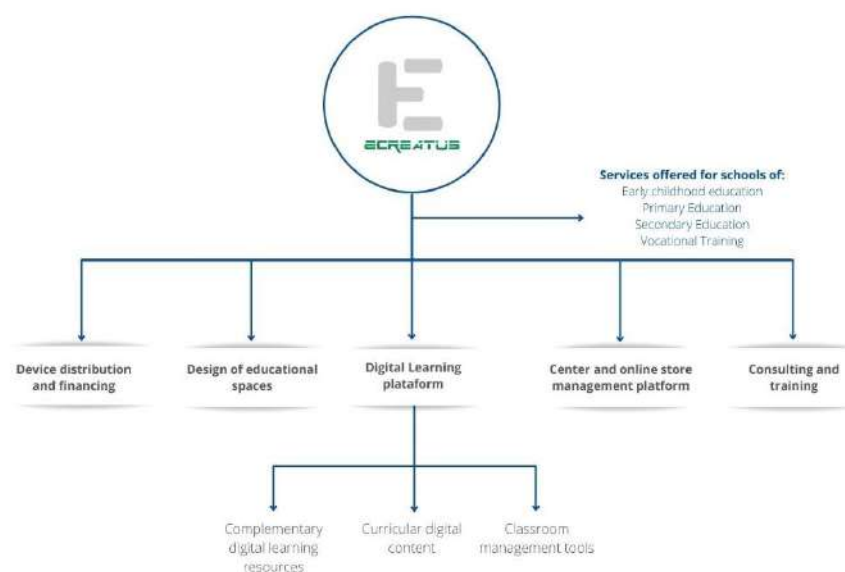 ECREATUS
Services offered for schools of:
Early childhood education
Primary Education
Secondary Education
Vocational Training
Device distribution
and financing
Design of educational
spaces
Digital Learning
plataform
Center and online store
management platform
Consulting and
training
Complementary
digital learning
resources
Curricular digital
content
Classroom
management tools